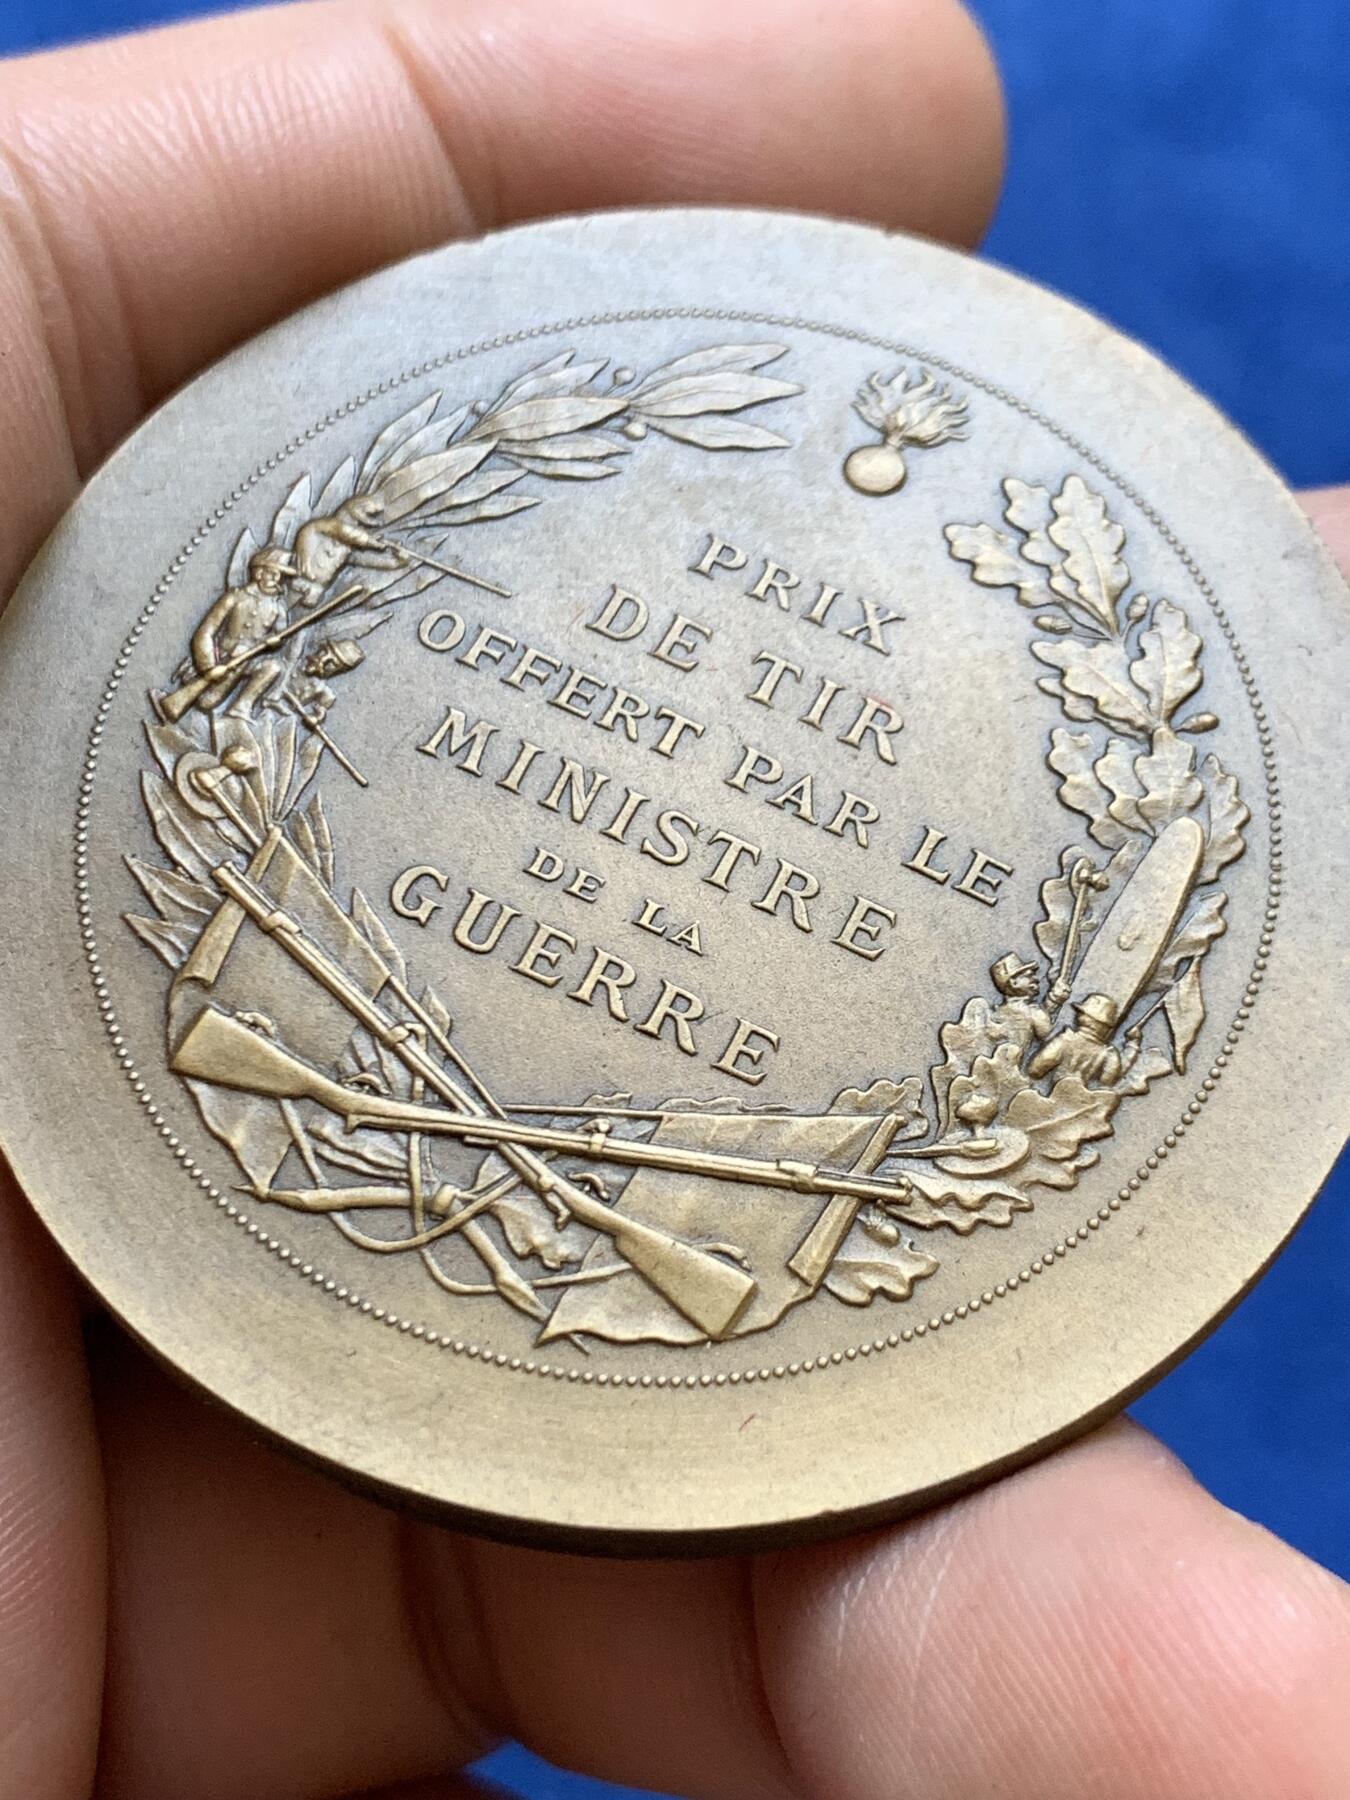 PRIX
DE TIR
OFFERT PAR LE
MINISTRE
DE LA
GUERRE